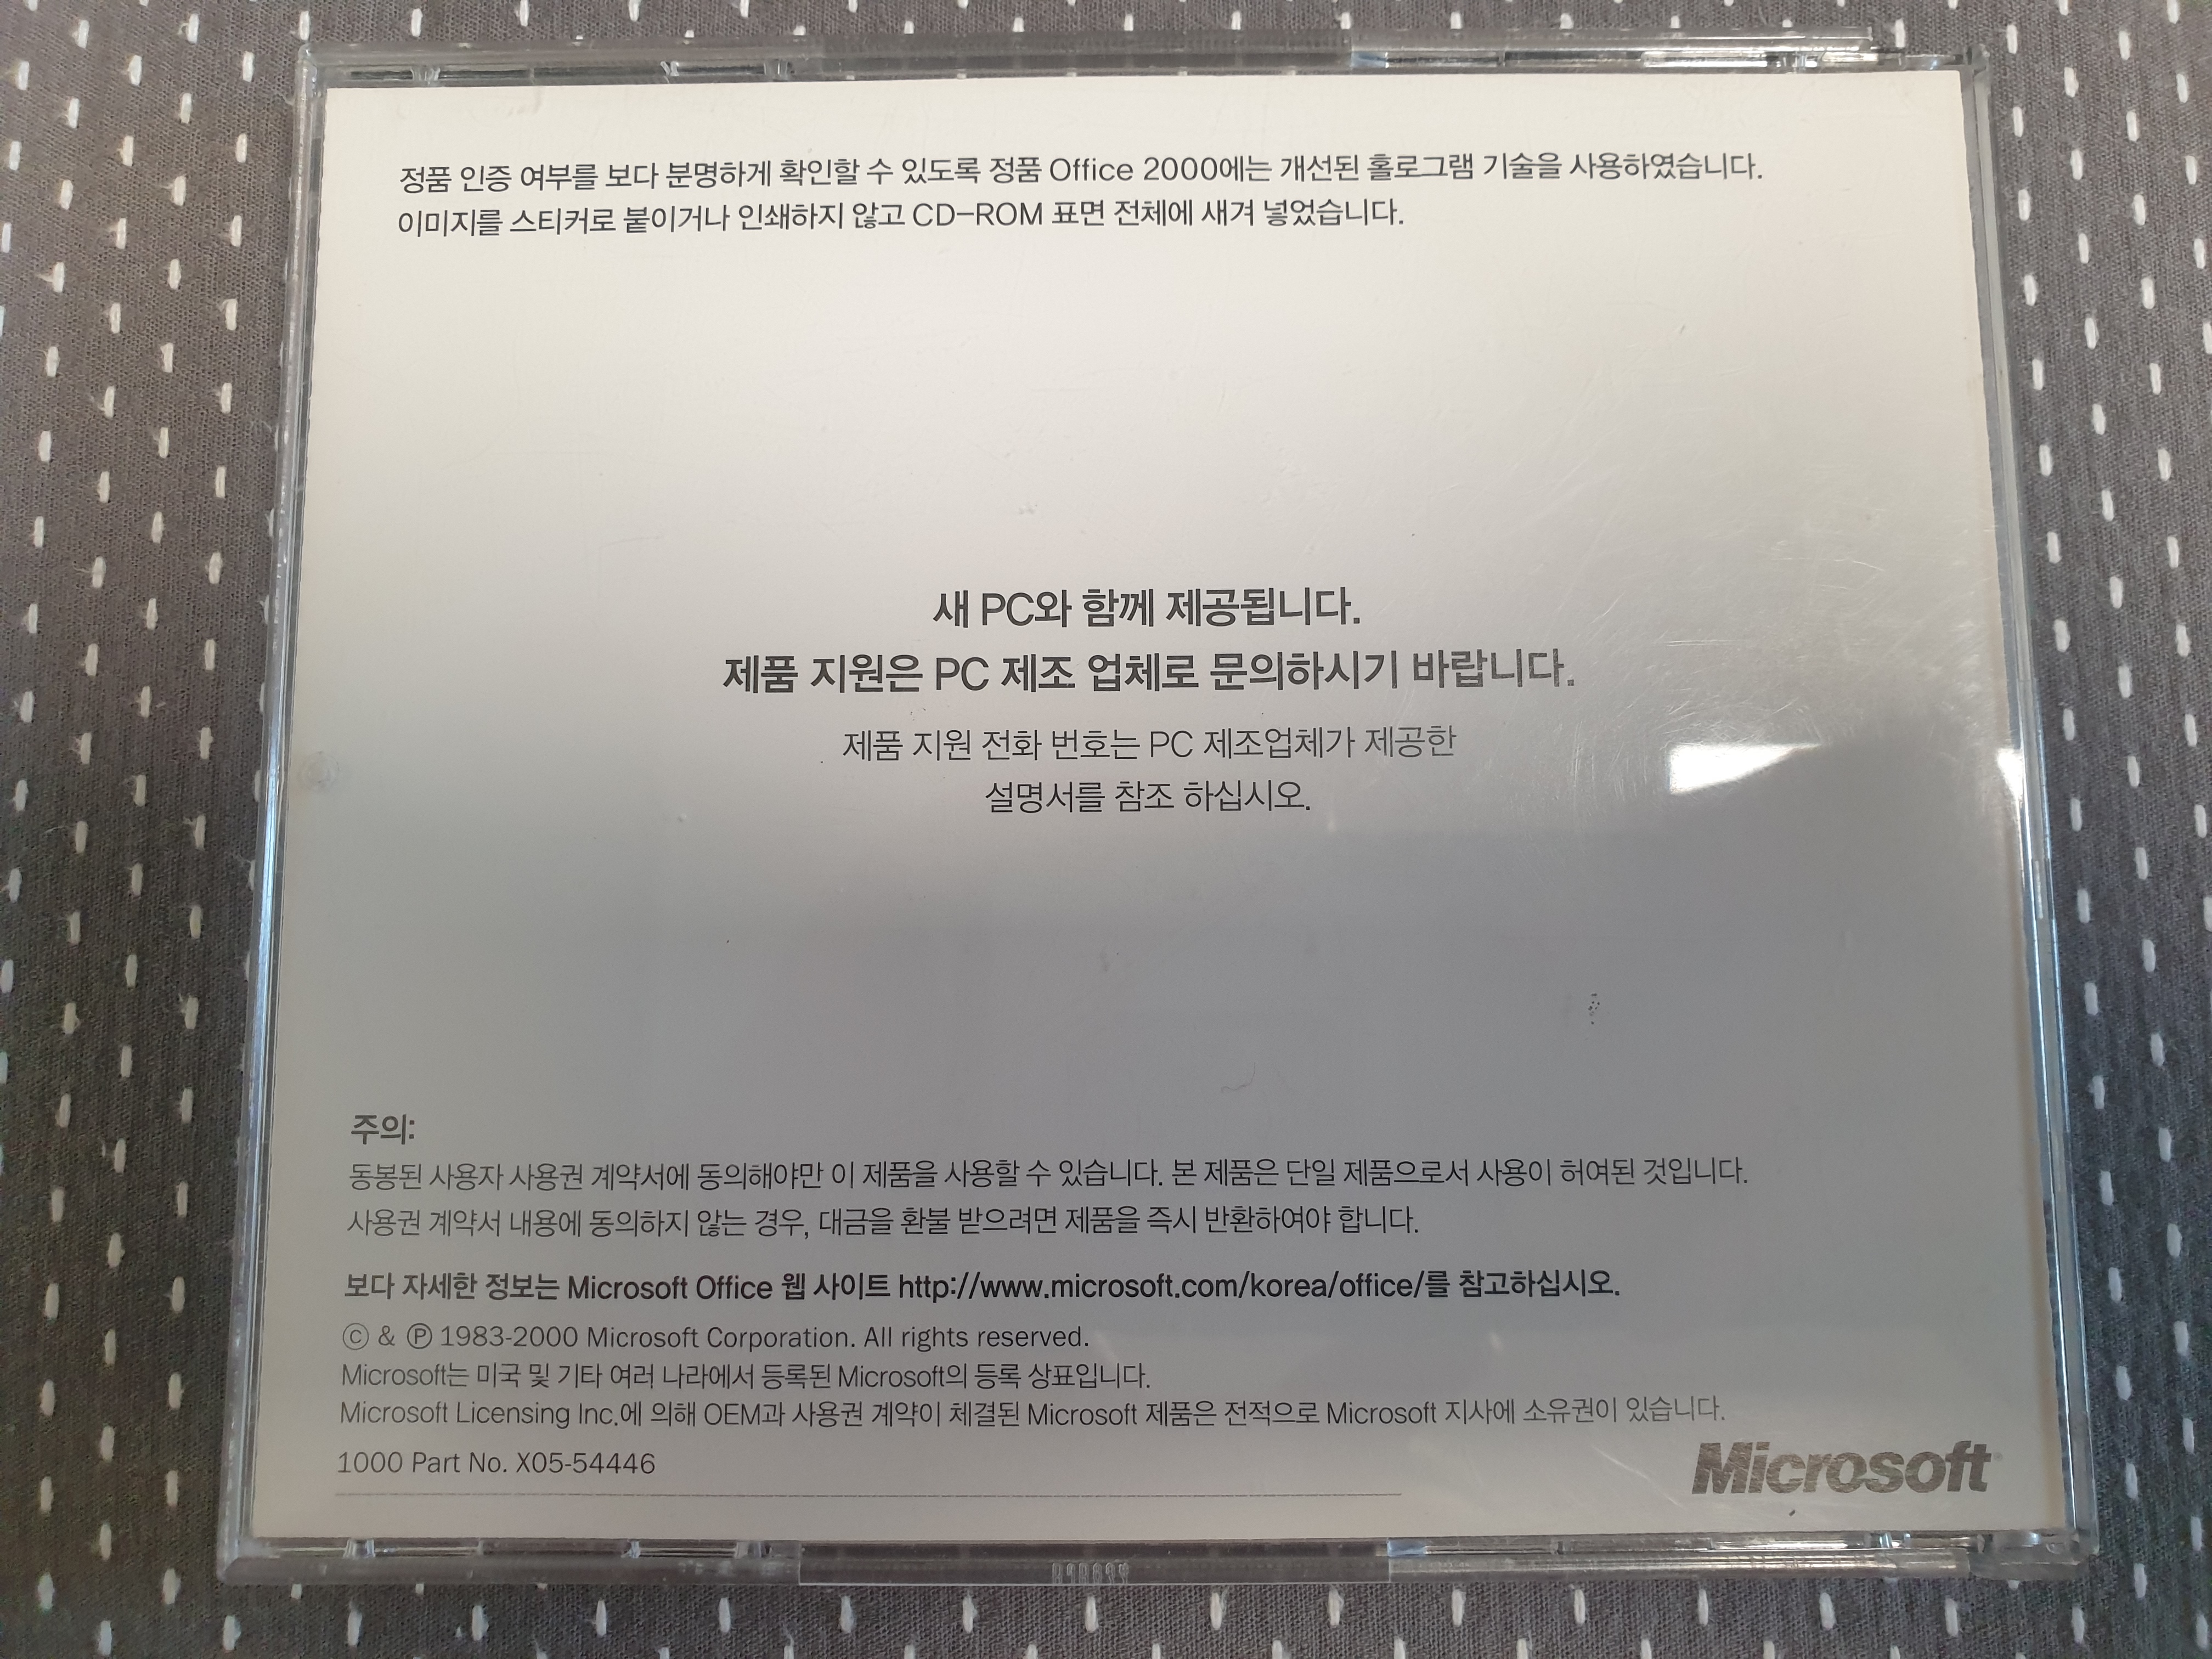 정품 인증 여부를 보다 분명하게 확인할 수 있도록 정품 Office 2000에는 개선된 홀로그램 기술을 사용하였습니다.
이미지를 스티커로 붙이거나 인쇄하지 않고 CD-ROM 표면 전체에 새겨 넣었습니다.
새 PC와 함께 제공됩니다.
제품 지원은 PC 제조 업체로 문의하시기 바랍니다.
제품 지원 전화 번호는 PC 제조업체가 제공한
설명서를 참조 하십시오.
주의:
동봉된 사용자 사용권 계약서에 동의해야만 이 제품을 사용할 수 있습니다. 본 제품은 단일 제품으로서 사용이 허여된 것입니다.
사용권 계약서 내용에 동의하지 않는 경우, 대금을 환불 받으려면 제품을 즉시 반환하여야 합니다.
보다 자세한 정보는 Microsoft Office 웹 사이트 http://www.microsoft.com/korea/office/를 참고하십시오.
ⓒ & Ⓟ 1983-2000 Microsoft Corporation. All rights reserved.
Microsoft는 미국 및 기타 여러 나라에서 등록된 Microsoft의 등록 상표입니다.
Microsoft Licensing Inc.에 의해 OEM과 사용권 계약이 체결된 Microsoft 제품은 전적으로 Microsoft 지사에 소유권이 있습니다.
1000 Part No. X05-54446
Microsoft